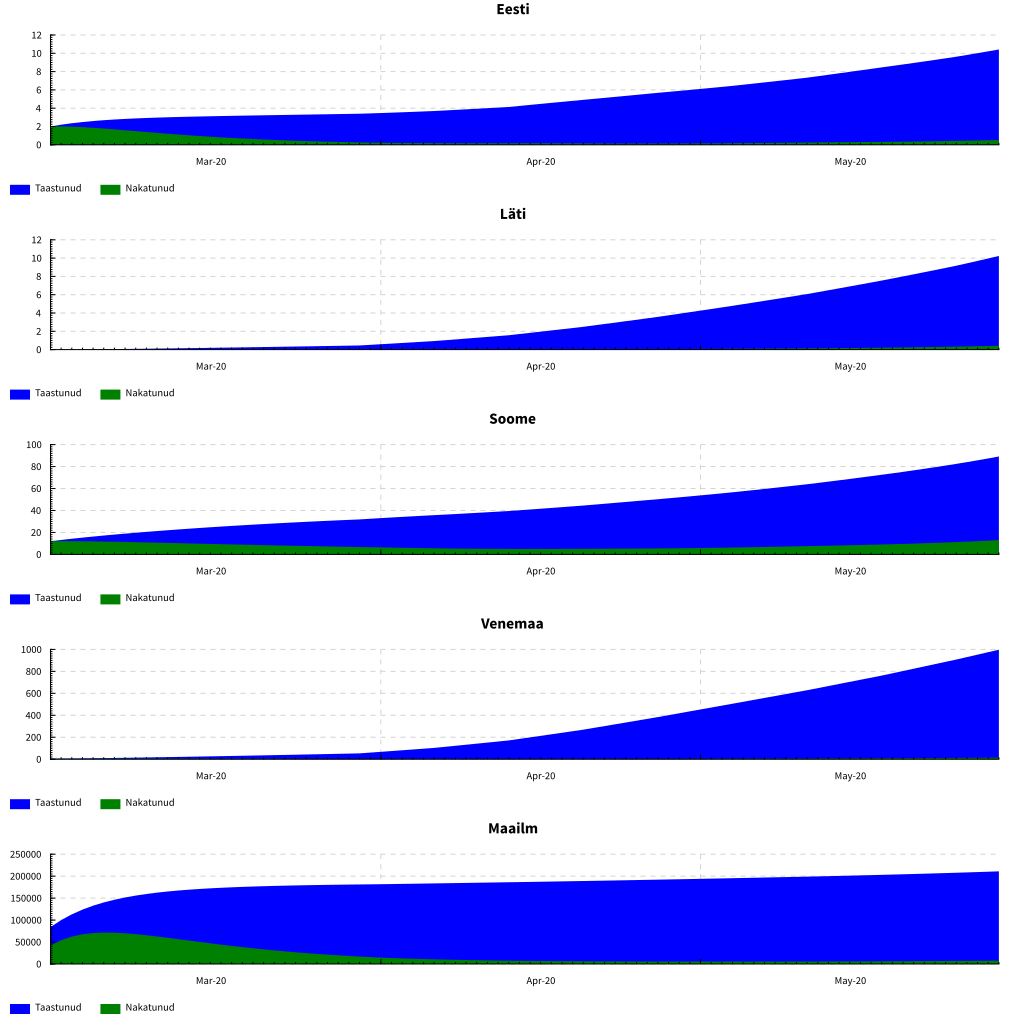 Eesti
12
10
8
6
4
2
0
Mar-20 Apr-20 May-20
Taastunud Nakatunud
Läti
12
10
8
6
4
2
0
Mar-20 Apr-20 May-20
Taastunud Nakatunud
Soome
100
80
60
40
20
0
Mar-20 Apr-20 May-20
Taastunud Nakatunud
Venemaa
1000
800
600
400
200
0
Mar-20 Apr-20 May-20
Taastunud Nakatunud
Maailm
250000
200000
150000
100000
50000
0
Mar-20 Apr-20 May-20
Taastunud Nakatunud